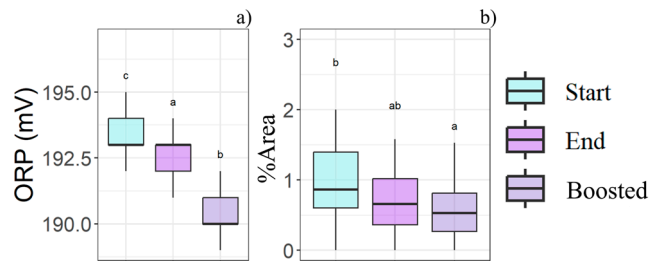 a)
b)
ORP (mV)
195.0
192.5
190.0
c
a
b
%Area
3
2
1
0
b
ab
a
Start
End
Boosted